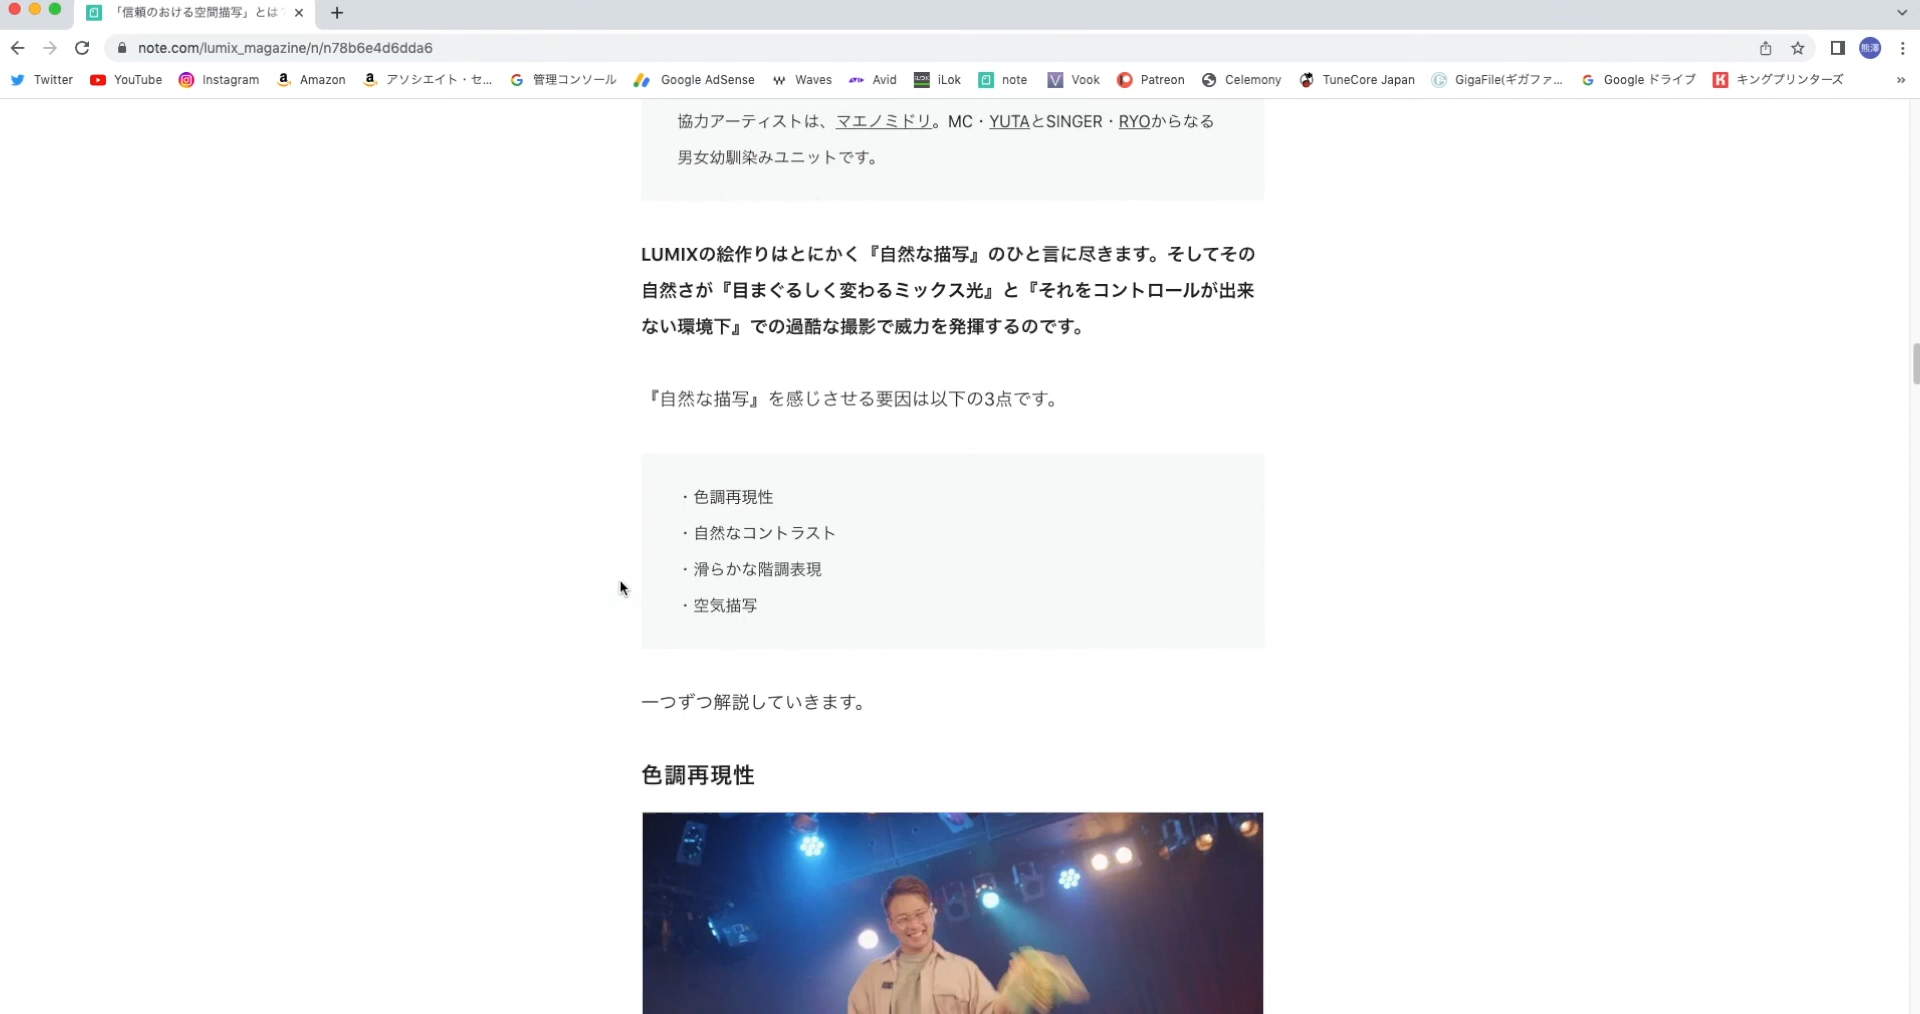 「信頼のおける空間描写」とは
note.com/lumix_magazine/n/n78b6e4d6dda6
熊澤
Twitter
YouTube
Instagram
Amazon
アソシエイト・セ...
管理コンソール
Google AdSense
Waves
Avid
iLok
note
Vook
Patreon
Celemony
TuneCore Japan
GigaFile(ギガファ...
Google ドライブ
キングプリンターズ
協力アーティストは、マエノミドリ。MC・YUTAとSINGER・RYOからなる
男女幼馴染みユニットです。
LUMIXの絵作りはとにかく『自然な描写』のひと言に尽きます。そしてその
自然さが『目まぐるしく変わるミックス光』と『それをコントロールが出来
ない環境下』での過酷な撮影で威力を発揮するのです。
『自然な描写』を感じさせる要因は以下の3点です。
・色調再現性
・自然なコントラスト
・滑らかな階調表現
・空気描写
一つずつ解説していきます。
色調再現性